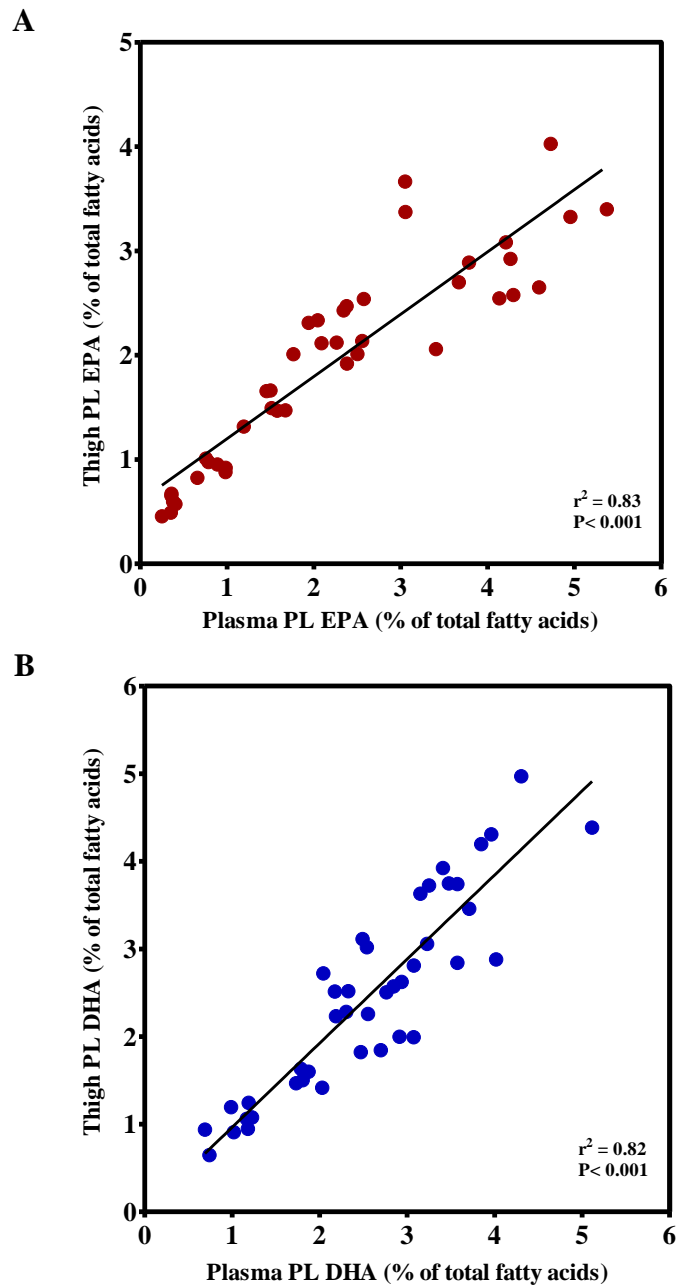 A
5
4
3
2
1
0
Thigh PL EPA (% of total fatty acids)
r² = 0.83
P< 0.001
0 1 2 3 4 5 6
Plasma PL EPA (% of total fatty acids)
B
6
5
4
3
2
1
0
Thigh PL DHA (% of total fatty acids)
r² = 0.82
P< 0.001
0 1 2 3 4 5 6
Plasma PL DHA (% of total fatty acids)